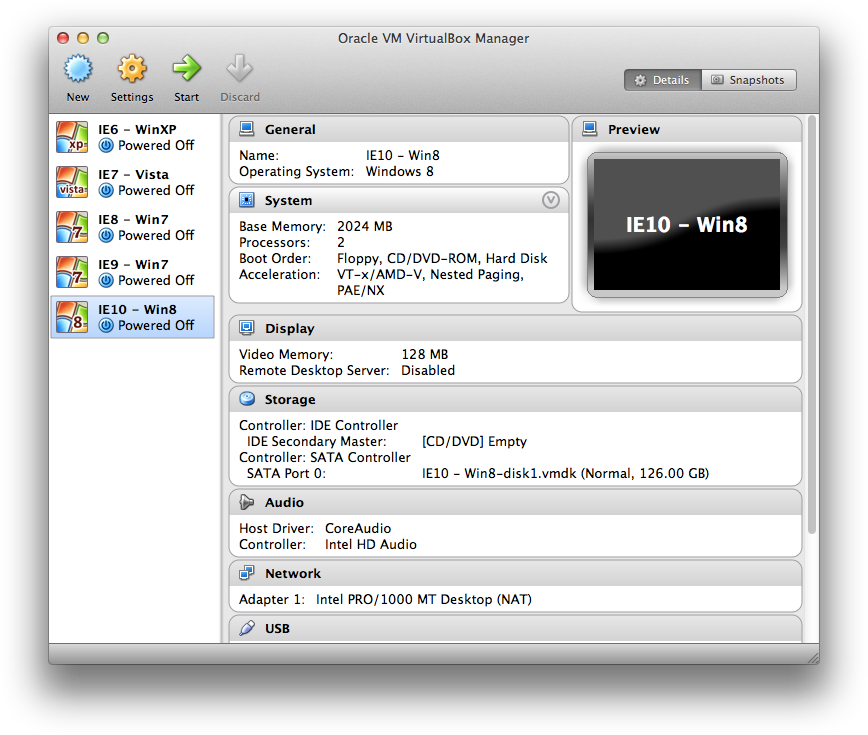 Oracle VM VirtualBox Manager
New Settings Start Discard
Details Snapshots
xp
IE6 – WinXP
Powered Off
vista
IE7 – Vista
Powered Off
7
IE8 – Win7
Powered Off
7
IE9 – Win7
Powered Off
8
IE10 – Win8
Powered Off
General
Name: IE10 – Win8
Operating System: Windows 8
System
Base Memory: 2024 MB
Processors: 2
Boot Order: Floppy, CD/DVD-ROM, Hard Disk
Acceleration: VT-x/AMD-V, Nested Paging,
PAE/NX
Preview
IE10 – Win8
Display
Video Memory: 128 MB
Remote Desktop Server: Disabled
Storage
Controller: IDE Controller
IDE Secondary Master: [CD/DVD] Empty
Controller: SATA Controller
SATA Port 0: IE10 – Win8-disk1.vmdk (Normal, 126.00 GB)
Audio
Host Driver: CoreAudio
Controller: Intel HD Audio
Network
Adapter 1: Intel PRO/1000 MT Desktop (NAT)
USB